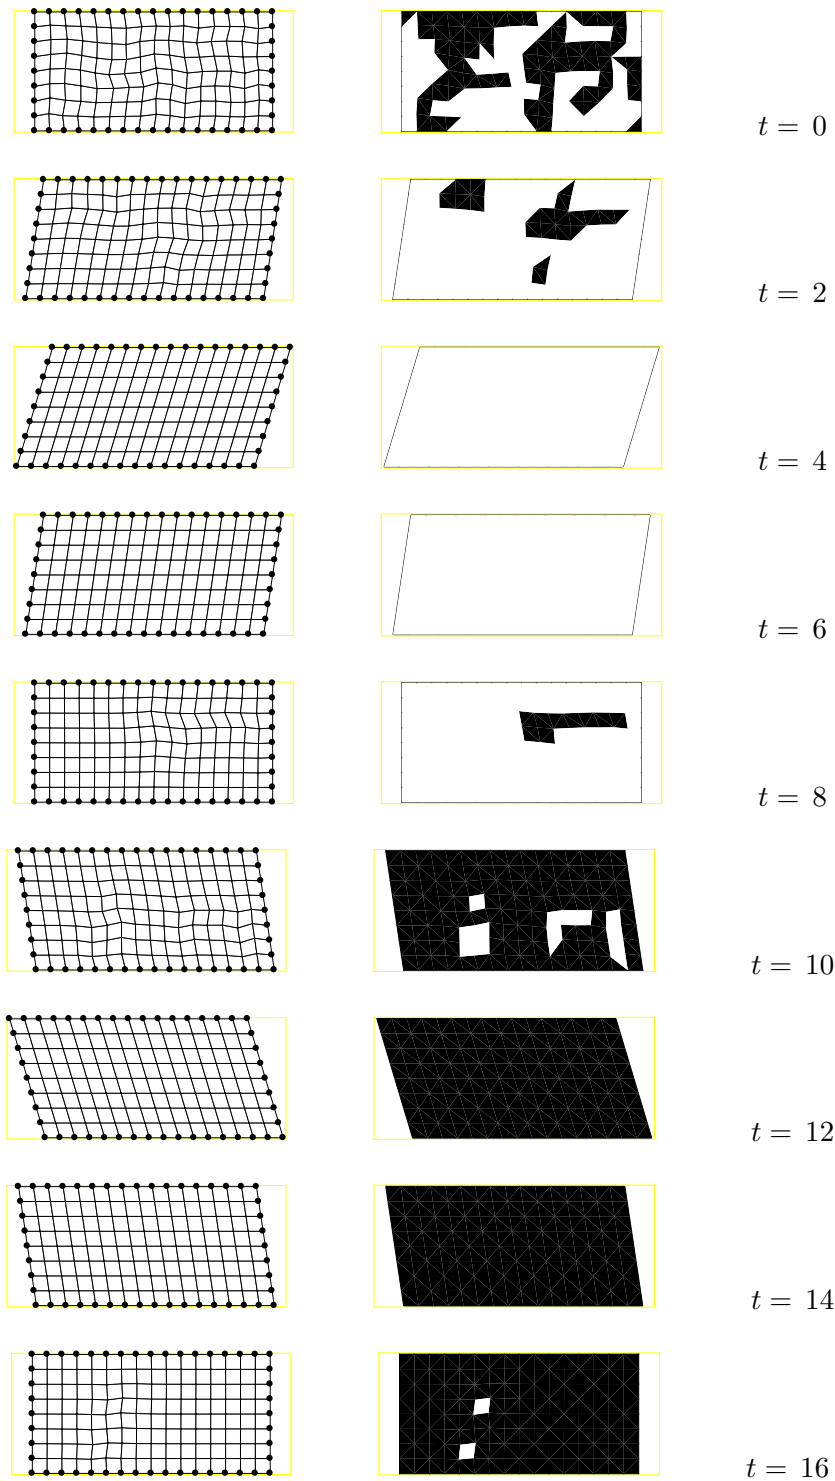 t = 0
t = 2
t = 4
t = 6
t = 8
t = 10
t = 12
t = 14
t = 16